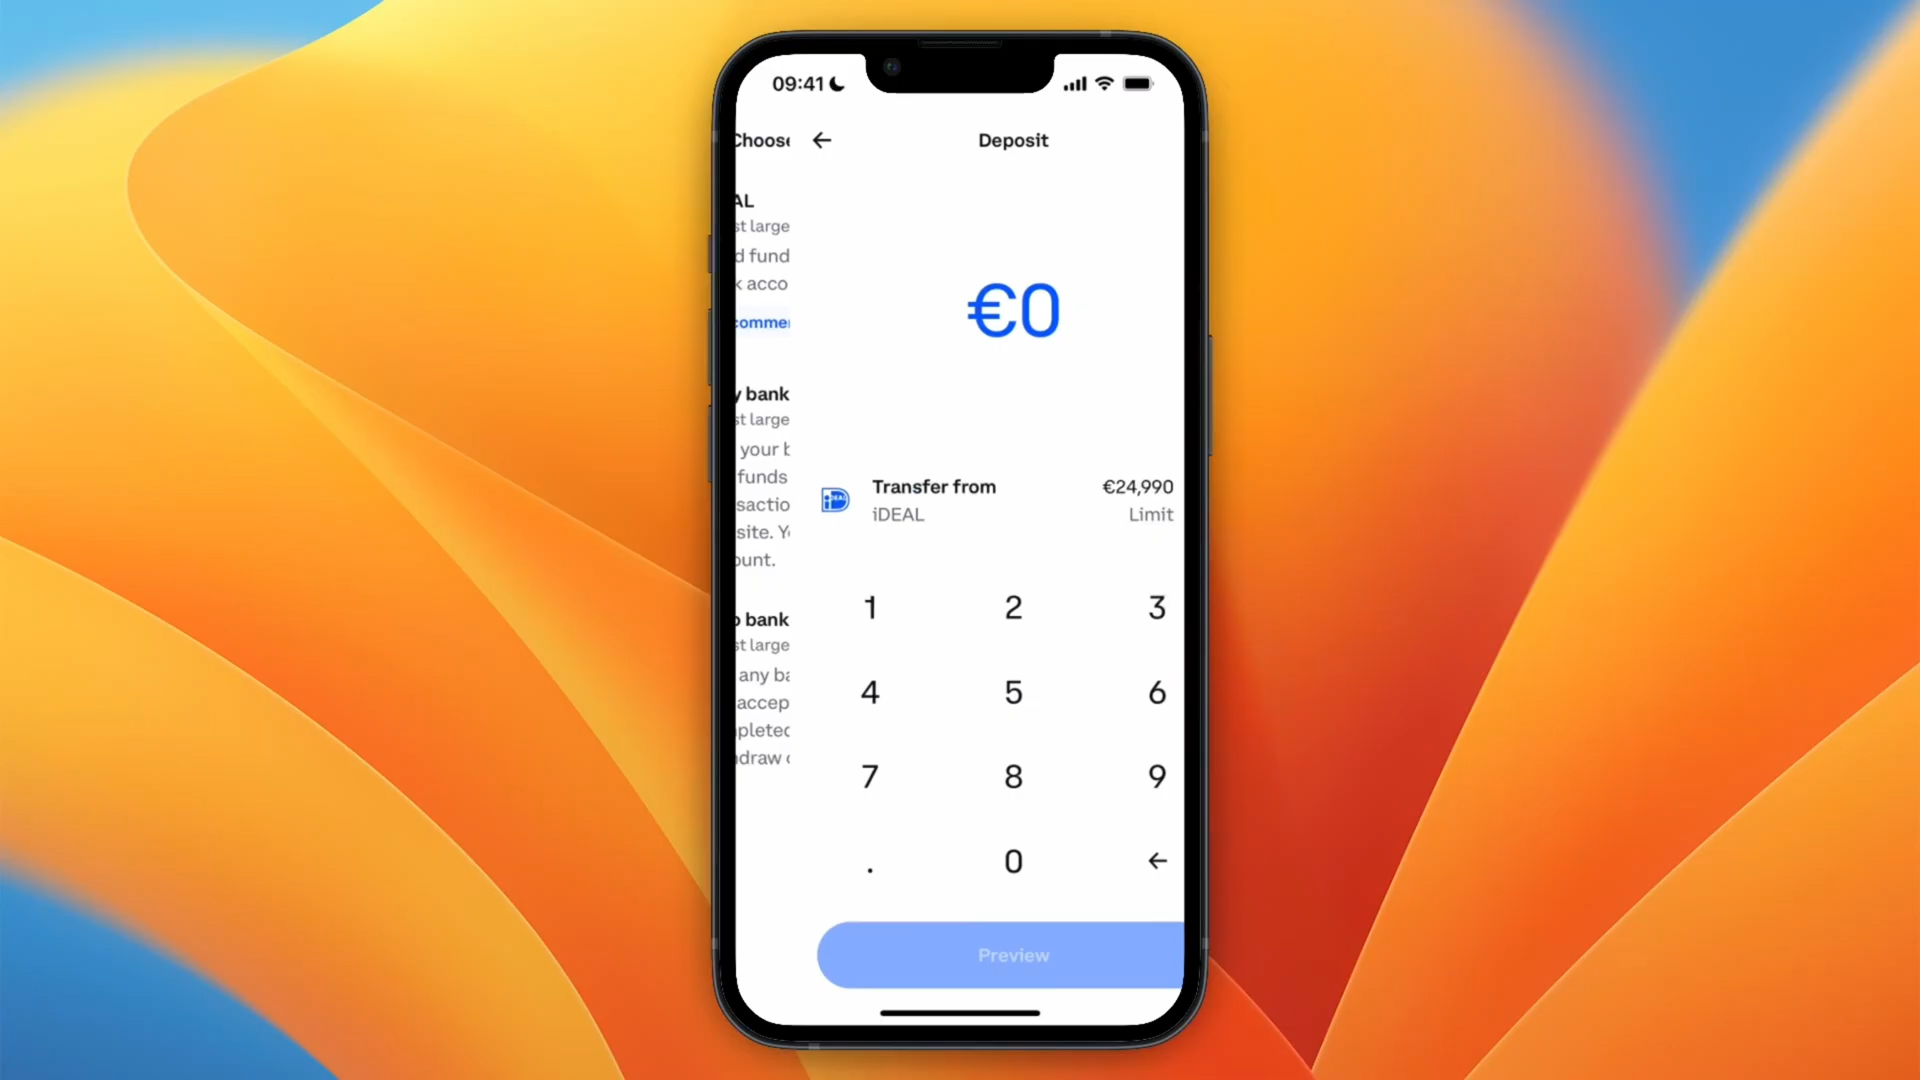 09:41
Choose
Deposit
AL
st large
d fund
k acco
comme
€0
y bank
st large
your b
funds
sactio
site. Y
ount.
Transfer from
€24,990
iDEAL
Limit
o bank
st large
any ba
accep
pleted
draw
1 2 3
4 5 6
7 8 9
. 0
Preview